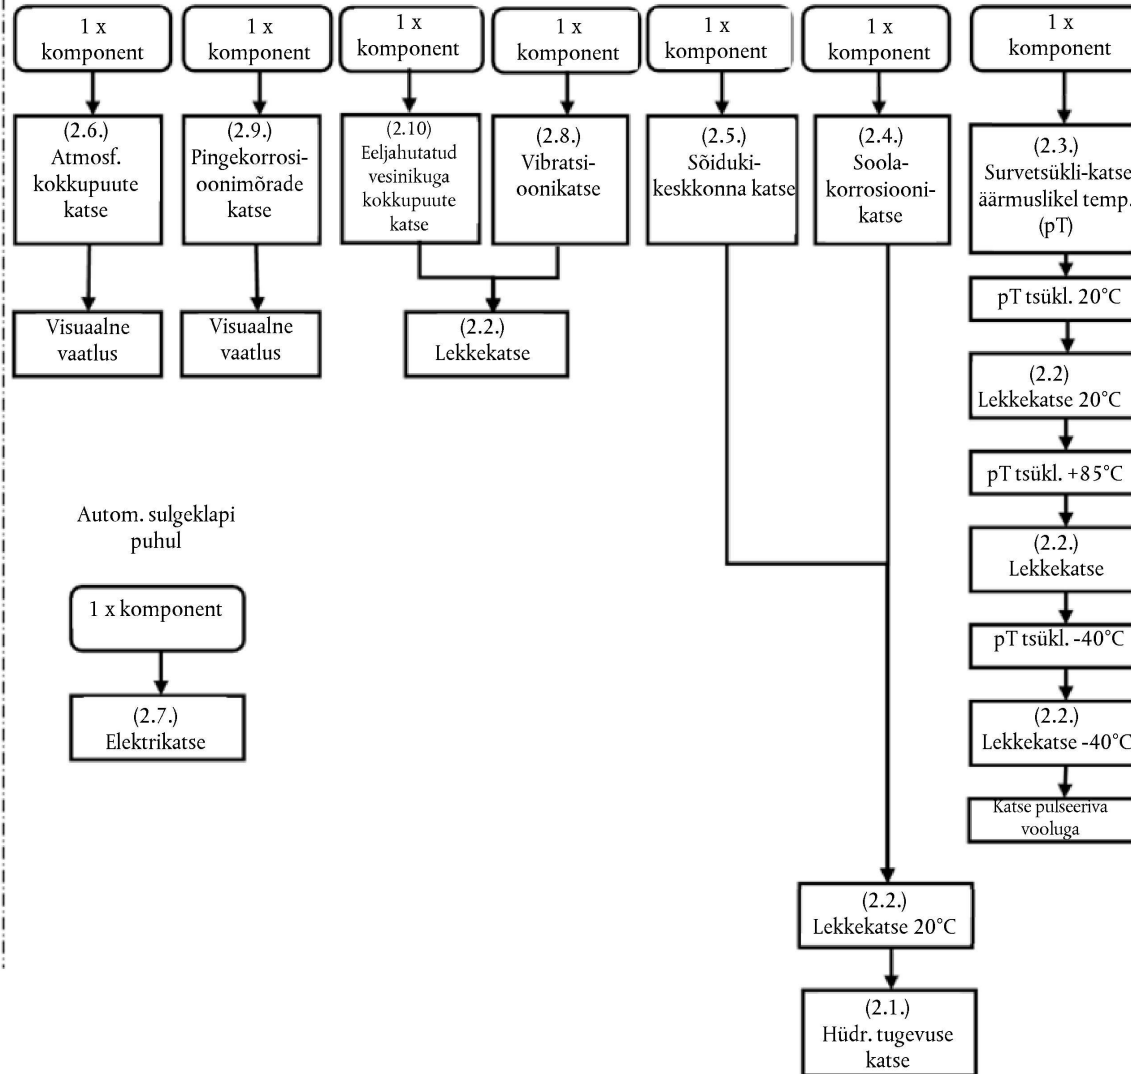 1 x
komponent
1 x
komponent
1 x
komponent
1 x
komponent
1 x
komponent
1 x
komponent
1 x
komponent
(2.6.)
Atmosf.
kokkupuute
katse
(2.9.)
Pingekorrosi-
oonimõrade
katse
(2.10)
Eeljahutatud
vesinikuga
kokkupuute
katse
(2.8.)
Vibratsi-
oonikatse
(2.5.)
Sõiduki-
keskkonna katse
(2.4.)
Soola-
korrosiooni-
katse
(2.3.)
Survetsükli-katse
äärmuslikel temp.
(pT)
Visuaalne
vaatlus
Visuaalne
vaatlus
(2.2.)
Lekkekatse
pT tsükl. 20°C
(2.2)
Lekkekatse 20°C
pT tsükl. +85°C
(2.2.)
Lekkekatse
pT tsükl. -40°C
(2.2.)
Lekkekatse -40°C
Katse pulseeriva
vooluga
Autom. sulgeklapi
puhul
1 x komponent
(2.7.)
Elektrikatse
(2.2.)
Lekkekatse 20°C
(2.1.)
Hüdr. tugevuse
katse